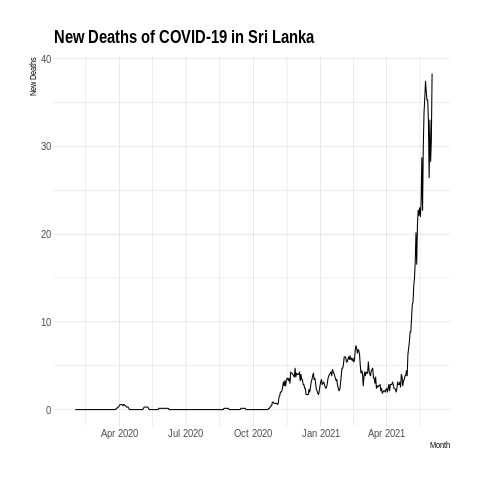 New Deaths of COVID-19 in Sri Lanka
New Deaths
40
30
20
10
0
Apr 2020 Jul 2020 Oct 2020 Jan 2021 Apr 2021
Month